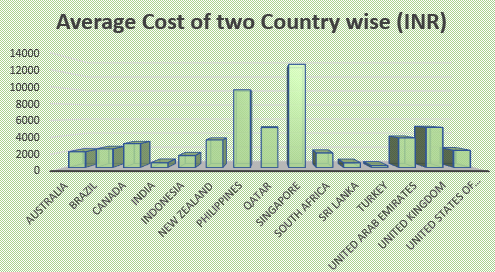 Average Cost of two Country wise (INR)
14000
12000
10000
8000
6000
4000
2000
0
AUSTRALIA
BRAZIL
CANADA
INDIA
INDONESIA
NEW ZEALAND
PHILIPPINES
QATAR
SINGAPORE
SOUTH AFRICA
SRI LANKA
TURKEY
UNITED ARAB EMIRATES
UNITED KINGDOM
UNITED STATES OF...